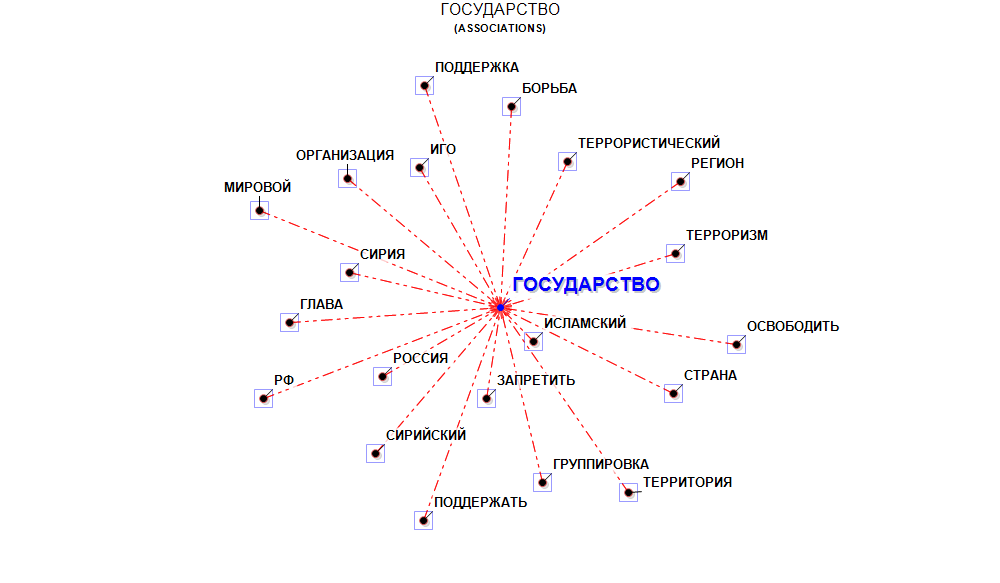 ГОСУДАРСТВО
(ASSOCIATIONS)
ПОДДЕРЖКА
БОРЬБА
ТЕРРОРИСТИЧЕСКИЙ
ИГО
ОРГАНИЗАЦИЯ
РЕГИОН
МИРОВОЙ
ТЕРРОРИЗМ
СИРИЯ
ГОСУДАРСТВО
ГЛАВА
ИСЛАМСКИЙ
ОСВОБОДИТЬ
РОССИЯ
СТРАНА
РФ
ЗАПРЕТИТЬ
СИРИЙСКИЙ
ГРУППИРОВКА
ТЕРРИТОРИЯ
ПОДДЕРЖАТЬ